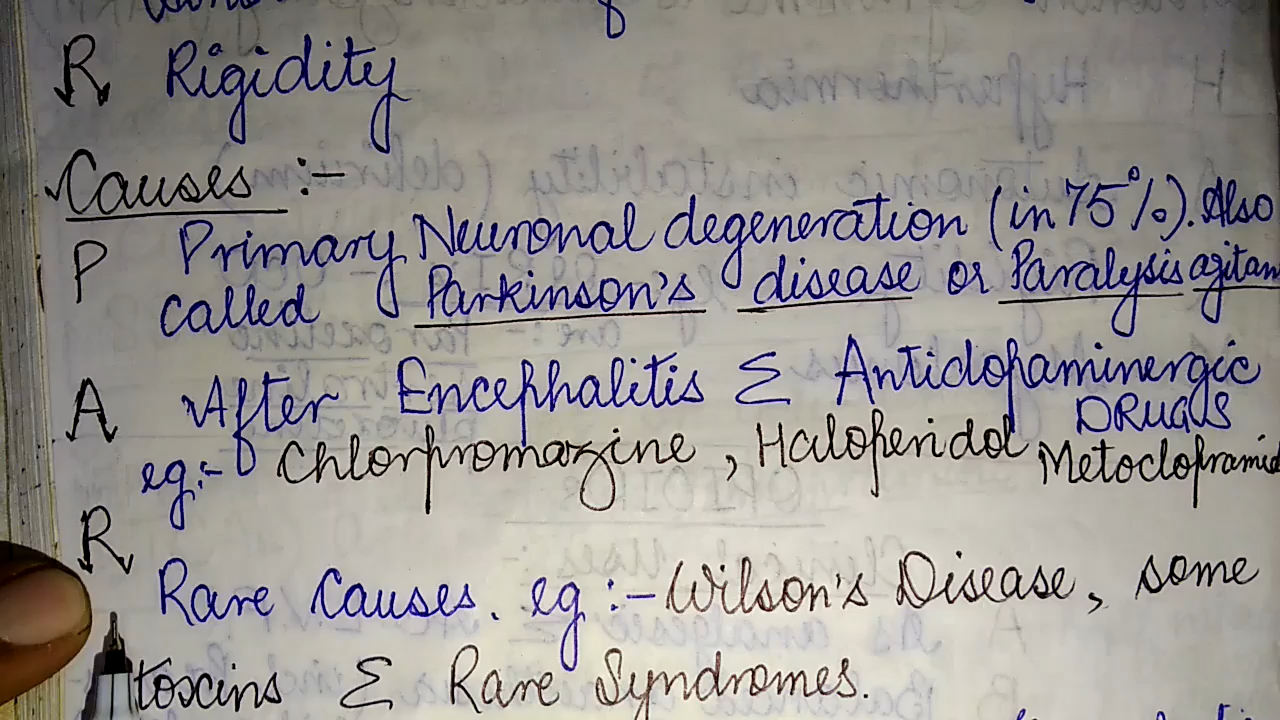 R Rigidity
Causes :-
P Primary Neuronal degeneration (in 75%). Also
called Parkinson's disease or Paralysis agitan
A After Encephalitis Σ Antidopaminergic
DRUGS
eg:- Chlorpromazine, Haloperidol Metoclopramid
R
Rare Causes. eg :- Wilson's Disease, some
toxins Σ Rare Syndromes.